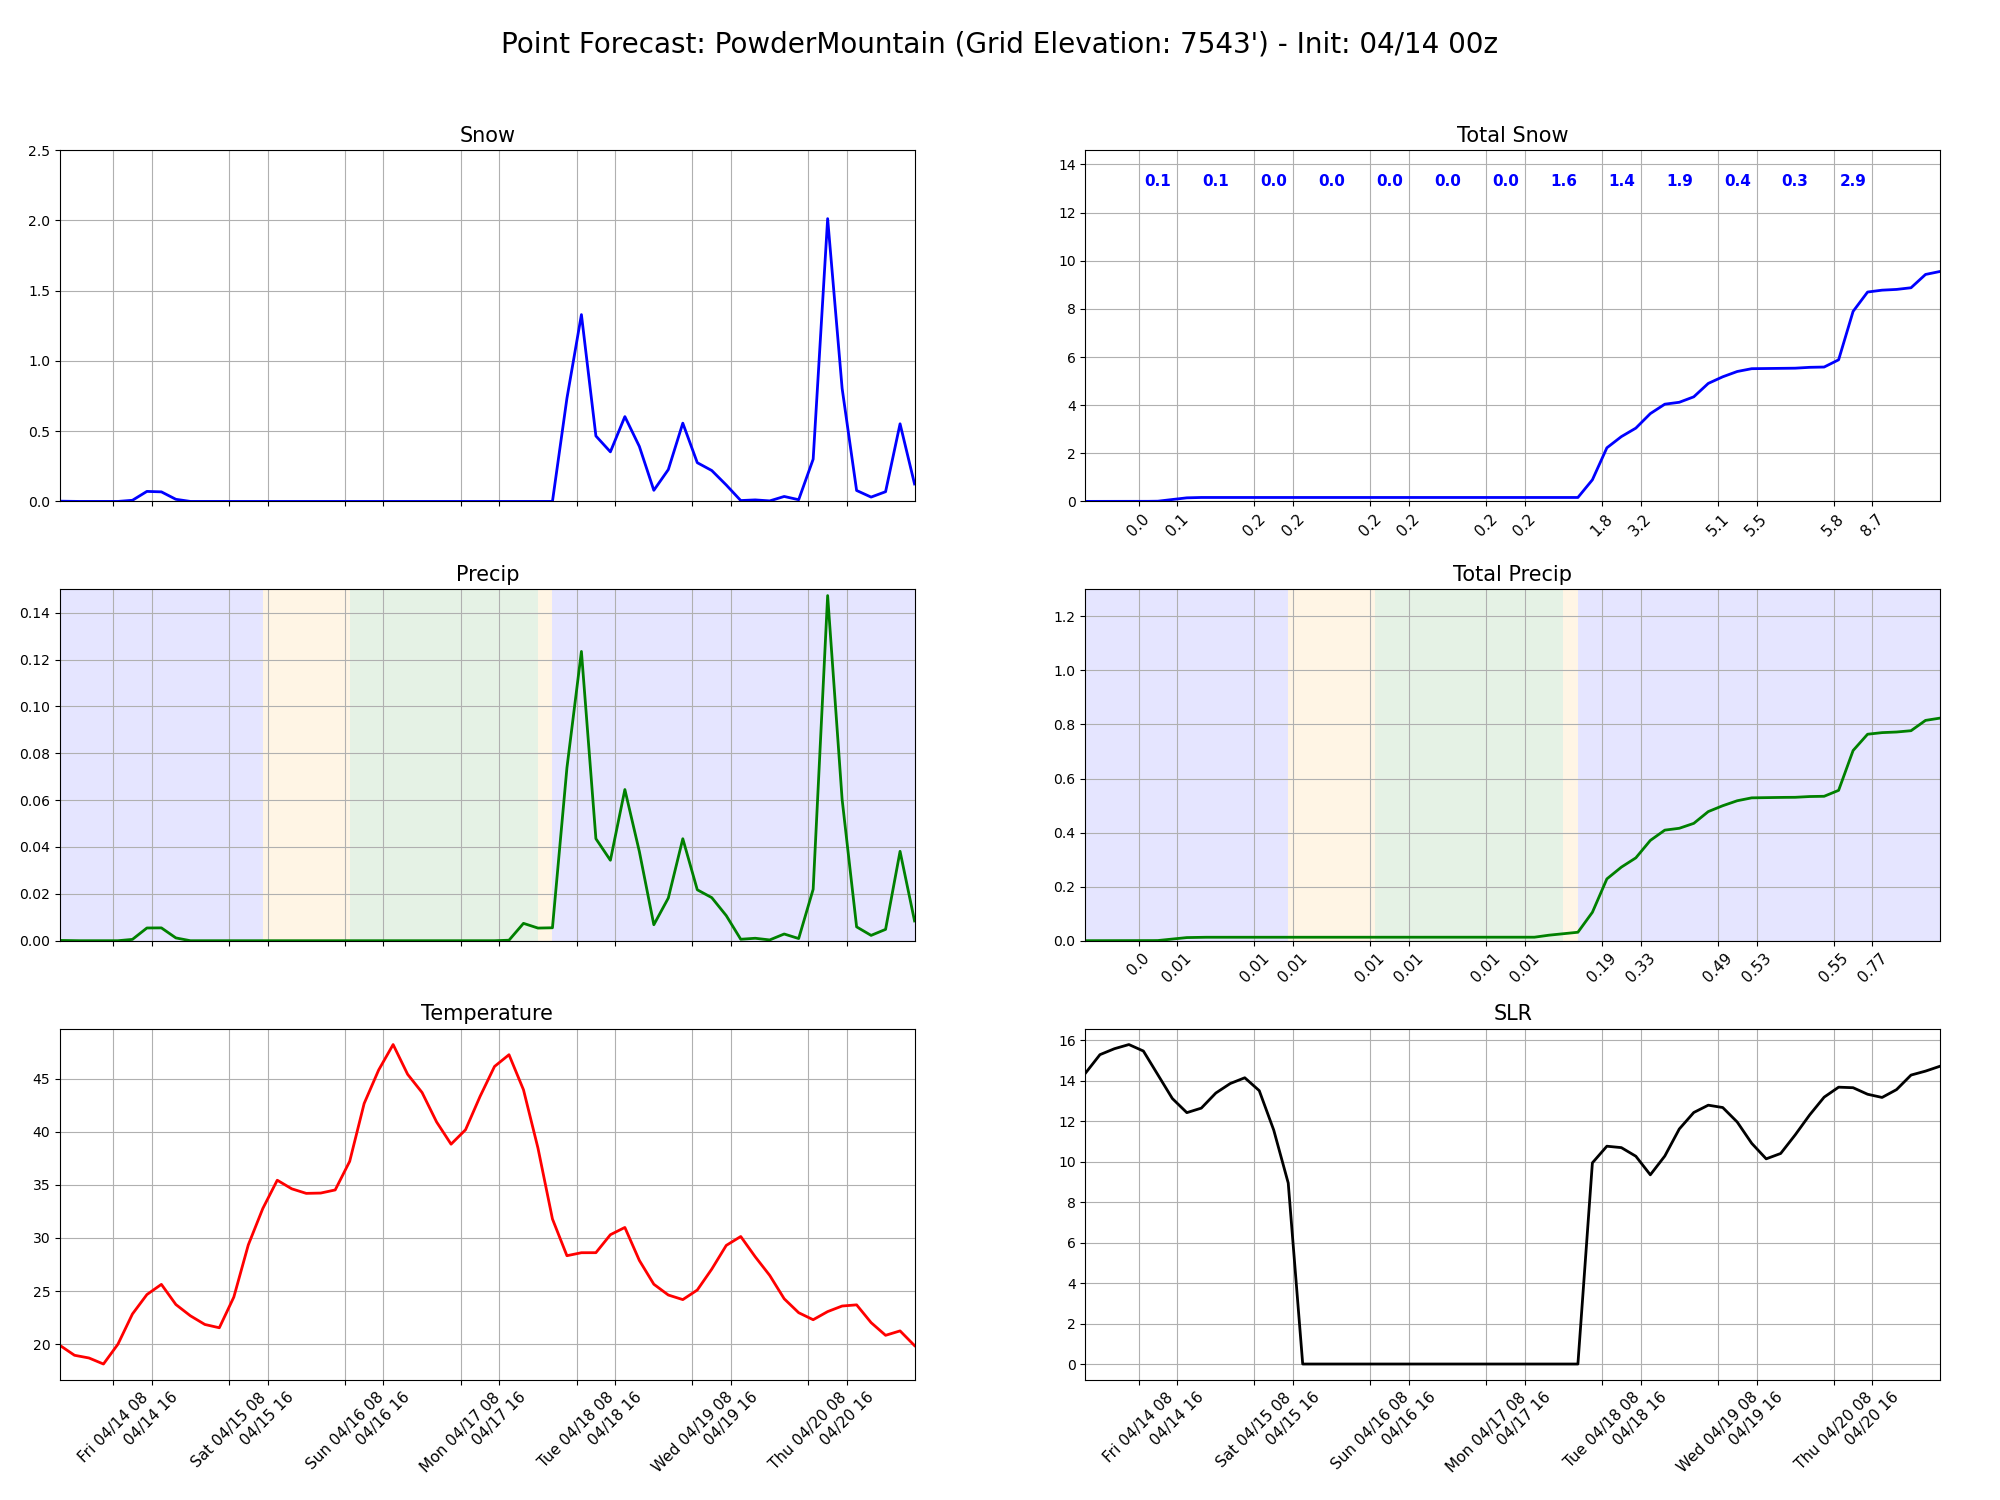 Point Forecast: PowderMountain (Grid Elevation: 7543') - Init: 04/14 00z
Snow
2.5
2.0
1.5
1.0
0.5
0.0
Total Snow
14
12
10
8
6
4
2
0
0.1 0.1 0.0 0.0 0.0 0.0 0.0 1.6 1.4 1.9 0.4 0.3 2.9
0.0 0.1 0.2 0.2 0.2 0.2 0.2 0.2 1.8 3.2 5.1 5.5 5.8 8.7
Precip
0.14
0.12
0.10
0.08
0.06
0.04
0.02
0.00
Total Precip
1.2
1.0
0.8
0.6
0.4
0.2
0.0
0.0 0.01 0.01 0.01 0.01 0.01 0.01 0.01 0.19 0.33 0.49 0.53 0.55 0.77
Temperature
45
40
35
30
25
20
Fri 04/14 08
04/14 16
Sat 04/15 08
04/15 16
Sun 04/16 08
04/16 16
Mon 04/17 08
04/17 16
Tue 04/18 08
04/18 16
Wed 04/19 08
04/19 16
Thu 04/20 08
04/20 16
SLR
16
14
12
10
8
6
4
2
0
Fri 04/14 08
04/14 16
Sat 04/15 08
04/15 16
Sun 04/16 08
04/16 16
Mon 04/17 08
04/17 16
Tue 04/18 08
04/18 16
Wed 04/19 08
04/19 16
Thu 04/20 08
04/20 16